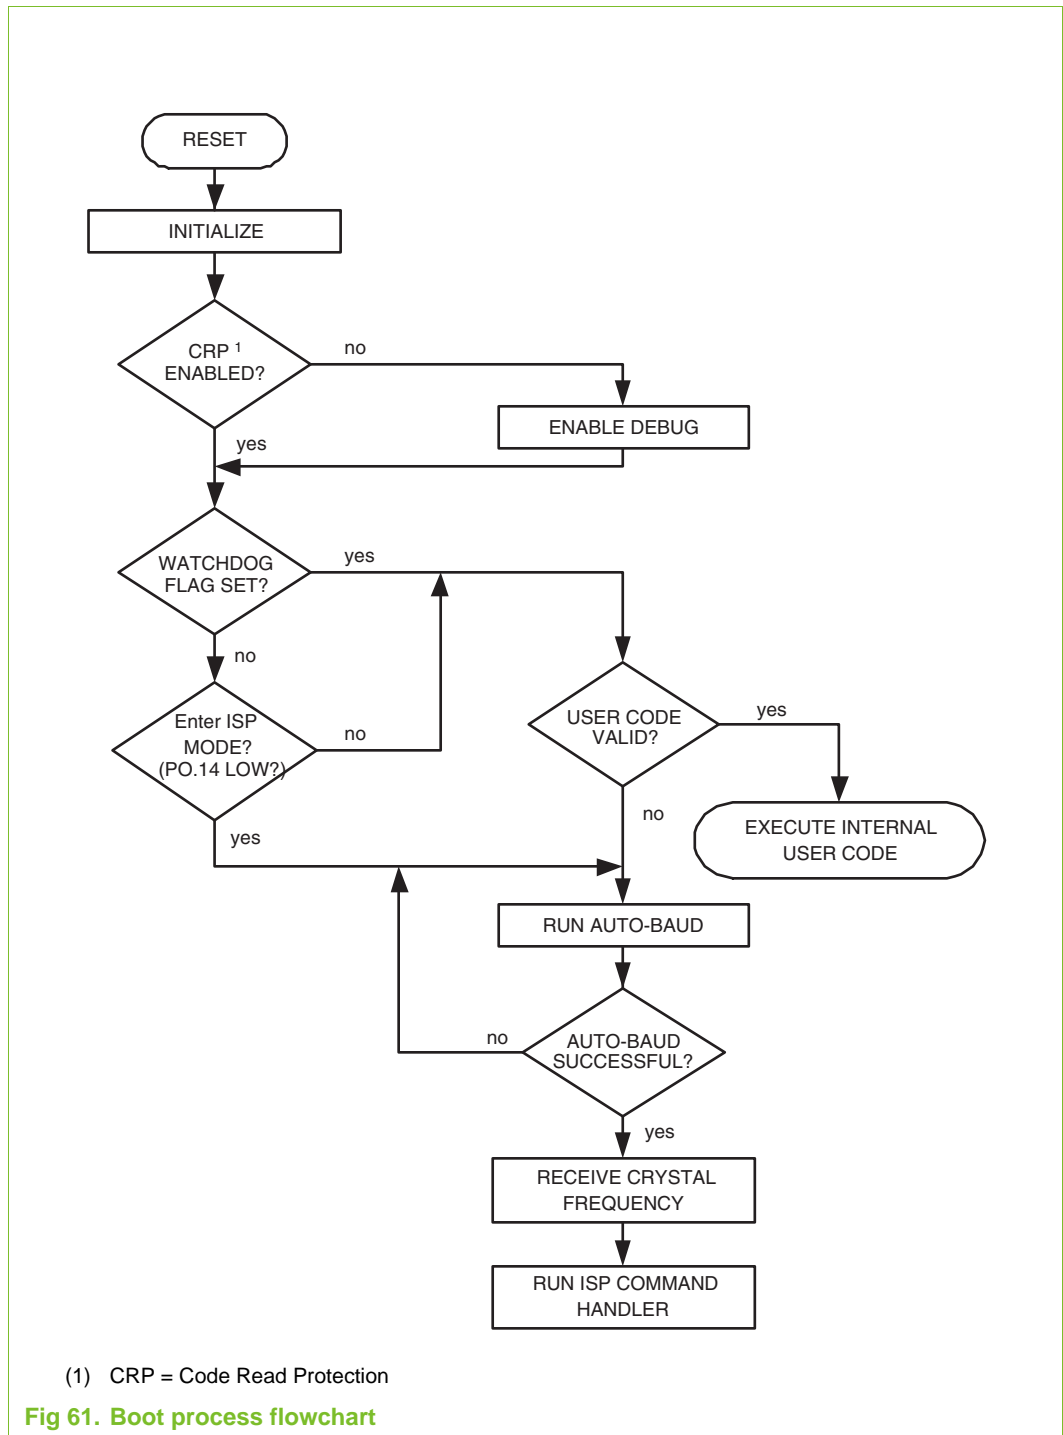 RESET
INITIALIZE
CRP 1
ENABLED?
no
ENABLE DEBUG
yes
WATCHDOG
FLAG SET?
yes
no
Enter ISP
MODE?
(PO.14 LOW?)
no
yes
USER CODE
VALID?
yes
no
EXECUTE INTERNAL
USER CODE
RUN AUTO-BAUD
AUTO-BAUD
SUCCESSFUL?
no
yes
RECEIVE CRYSTAL
FREQUENCY
RUN ISP COMMAND
HANDLER
(1) CRP = Code Read Protection
Fig 61. Boot process flowchart